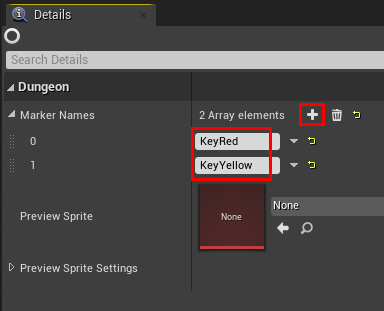 Details
Search Details
Dungeon
Marker Names 2 Array elements
0 KeyRed
1 KeyYellow
Preview Sprite None None
Preview Sprite Settings